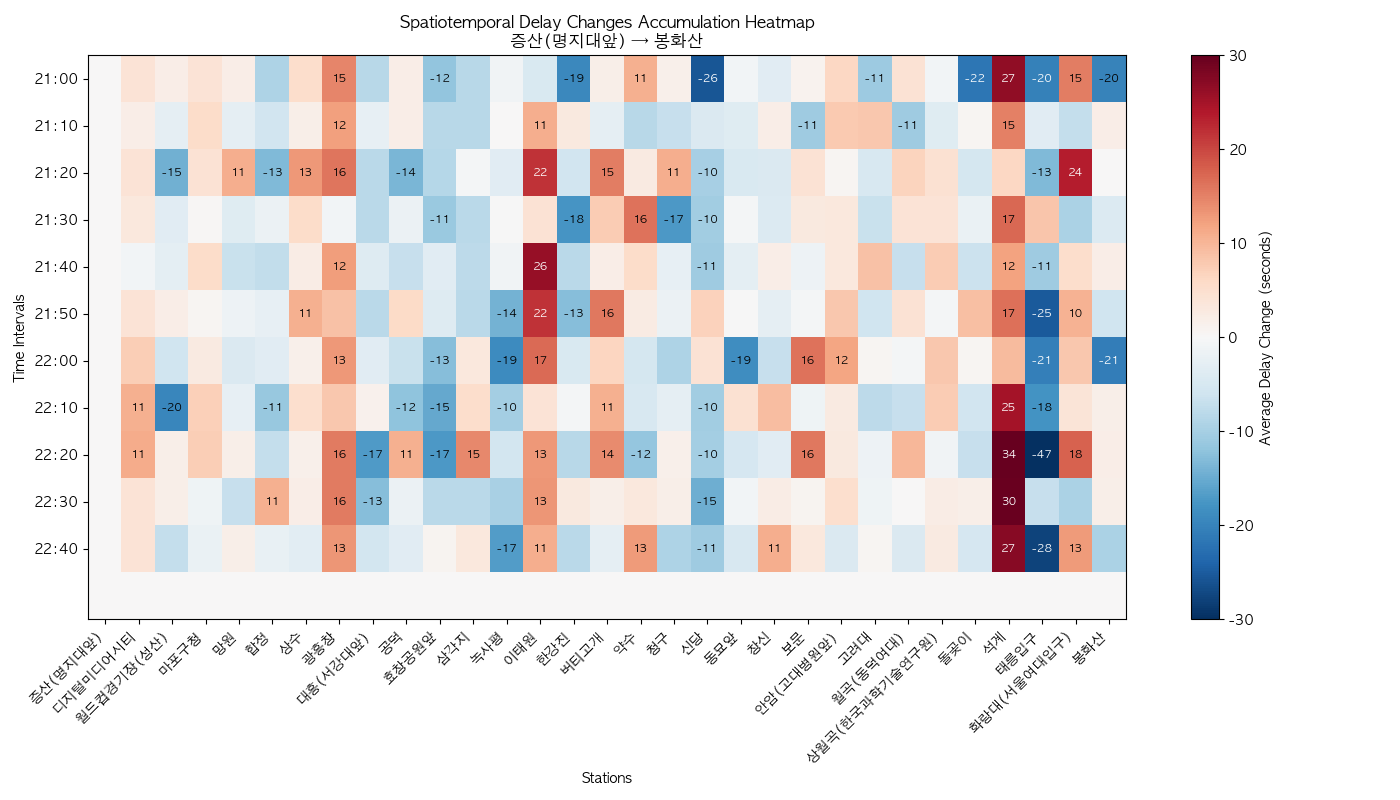 Spatiotemporal Delay Changes Accumulation Heatmap
증산(명지대앞) → 봉화산
Time Intervals
21:00 15 -12 -19 11 -26 -11 -22 27 -20 15 -20
21:10 12 11 -11 -11 15
21:20 -15 11 -13 13 16 -14 22 15 11 -10 -13 24
21:30 -11 -18 16 -17 -10 17
21:40 12 26 -11 12 -11
21:50 11 -14 22 -13 16 17 -25 10
22:00 13 -13 -19 17 -19 16 12 -21 -21
22:10 11 -20 -11 -12 -15 -10 11 -10 25 -18
22:20 11 16 -17 11 -17 15 13 14 -12 -10 16 34 -47 18
22:30 11 16 -13 13 -15 30
22:40 13 -17 11 13 -11 11 27 -28 13
증산(명지대앞)
디지털미디어시티
월드컵경기장(성산)
마포구청
망원
합정
상수
광흥창
대흥(서강대앞)
공덕
효창공원앞
삼각지
녹사평
이태원
한강진
버티고개
약수
청구
신당
동묘앞
창신
보문
안암(고대병원앞)
고려대
월곡(동덕여대)
상월곡(한국과학기술연구원)
돌곶이
석계
태릉입구
화랑대(서울여대입구)
봉화산
Stations
30
20
10
0
-10
-20
-30
Average Delay Change (seconds)